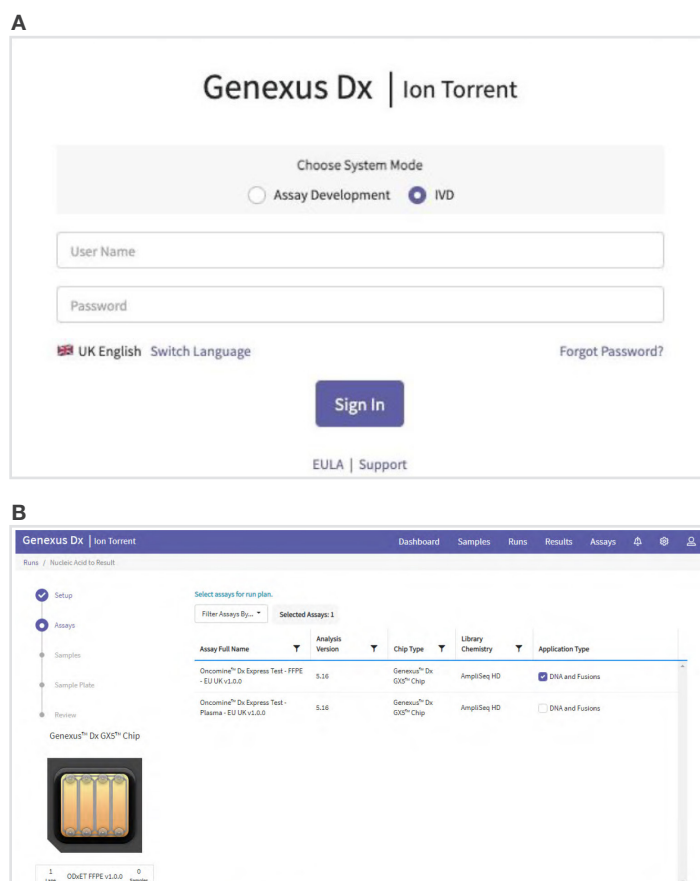 A
Genexus Dx | Ion Torrent
Choose System Mode
Assay Development IVD
User Name
Password
UK English Switch Language Forgot Password?
Sign In
EULA | Support
B
Genexus Dx | Ion Torrent Dashboard Samples Runs Results Assays
Runs / Nucleic Acid to Result
Setup
Assays
Samples
Sample Plate
Review
Genexus™ Dx GX5™ Chip
1 Lane ODxET FFPE v1.0.0 0 Samples
Select assays for run plan.
Filter Assays By... Selected Assays: 1
Assay Full Name Analysis Version Chip Type Library Chemistry Application Type
Oncomine™ Dx Express Test - FFPE - EU UK v1.0.0 5.16 Genexus™ Dx GX5™ Chip AmpliSeq HD DNA and Fusions
Oncomine™ Dx Express Test - Plasma - EU UK v1.0.0 5.16 Genexus™ Dx GX5™ Chip AmpliSeq HD DNA and Fusions